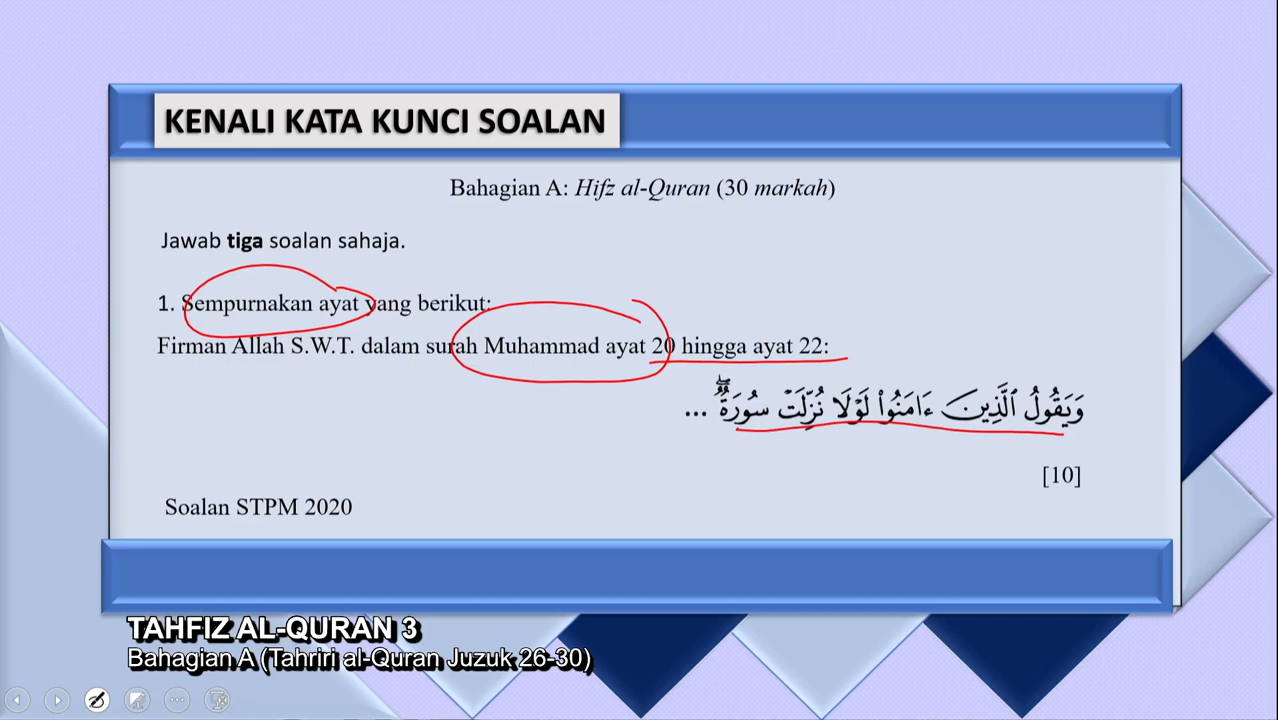 KENALI KATA KUNCI SOALAN
Bahagian A: Hifz al-Quran (30 markah)
Jawab tiga soalan sahaja.
1. Sempurnakan ayat yang berikut:
Firman Allah S.W.T. dalam surah Muhammad ayat 20 hingga ayat 22:
وَيَقُولُ ٱلَّذِينَ ءَامَنُوا۟ لَوْلَا نُزِّلَتْ سُورَةٌۖ ...
[10]
Soalan STPM 2020
TAHFIZ AL-QURAN 3
Bahagian A (Tahriri al-Quran Juzuk 26-30)